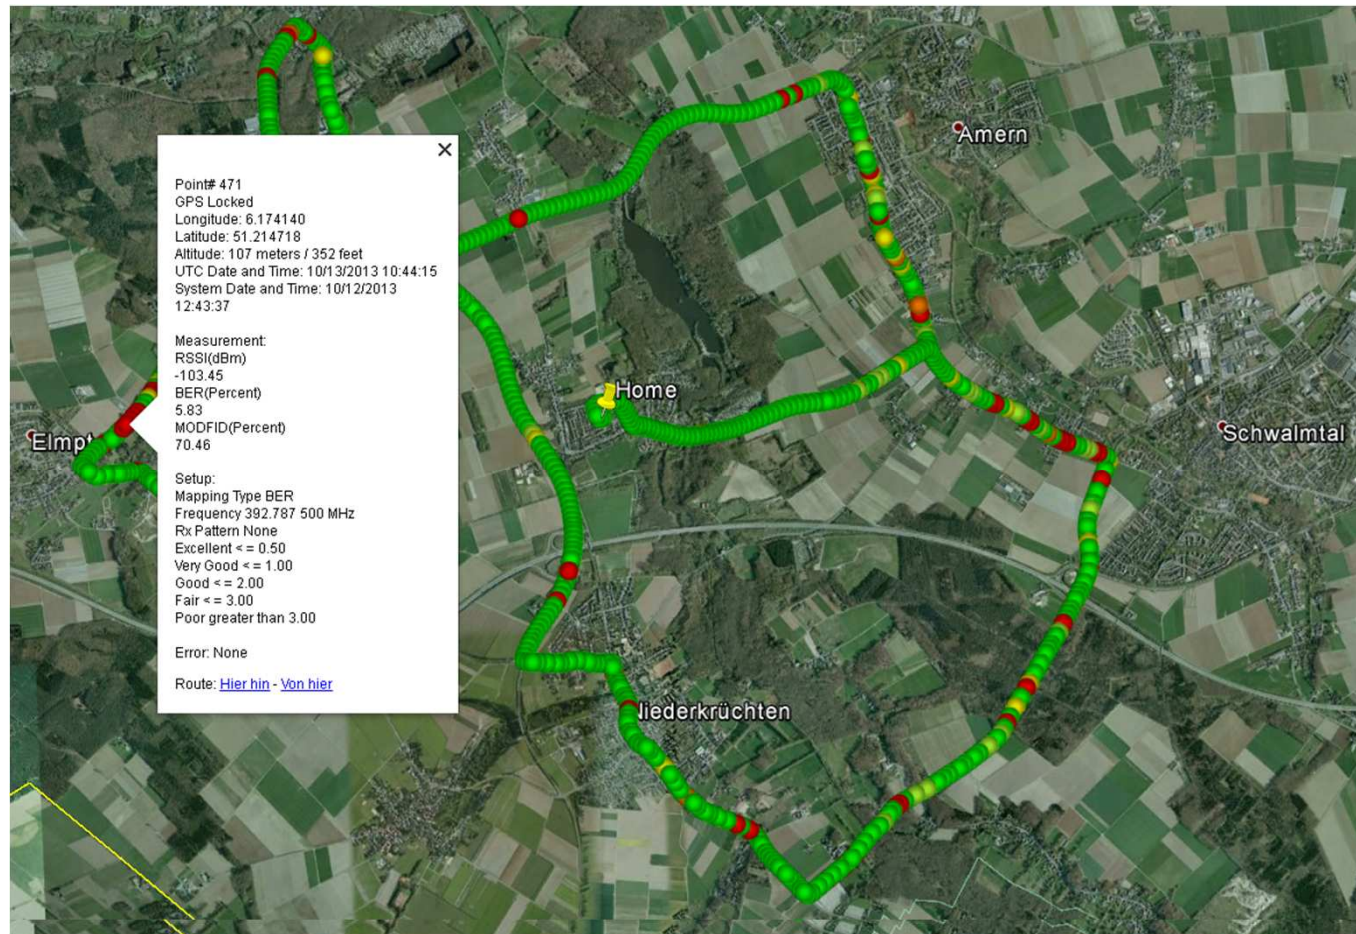 Amern
Point# 471
GPS Locked
Longitude: 6.174140
Latitude: 51.214718
Altitude: 107 meters / 352 feet
UTC Date and Time: 10/13/2013 10:44:15
System Date and Time: 10/12/2013
12:43:37
Measurement:
RSSI(dBm)
-103.45
BER(Percent)
5.83
MODFID(Percent)
70.46
Setup:
Mapping Type BER
Frequency 392.787 500 MHz
Rx Pattern None
Excellent < = 0.50
Very Good < = 1.00
Good < = 2.00
Fair < = 3.00
Poor greater than 3.00
Error: None
Route: Hier hin - Von hier
Home
Elmpt
Schwalmtal
Niederkrüchten